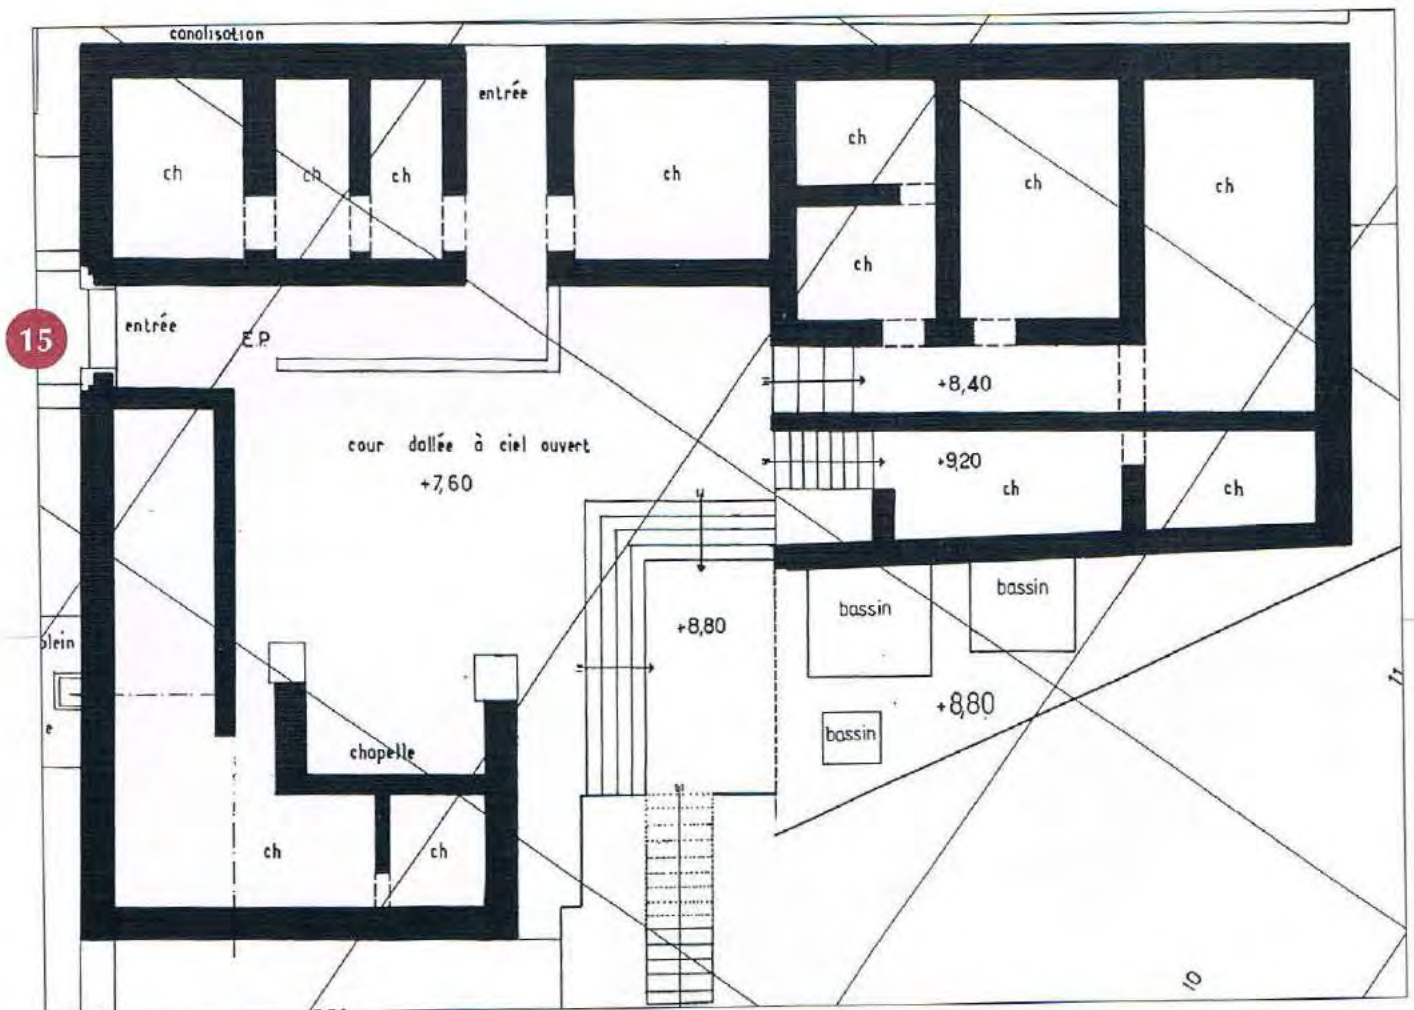 canalisation
entrée
ch
ch
ch
ch
ch
ch
ch
ch
15
entrée
E.P.
+8,40
cour dallée à ciel ouvert
+7,60
+9,20
ch
ch
bassin
bassin
+8,80
plein
+8,80
bassin
e
chapelle
ch
ch
10